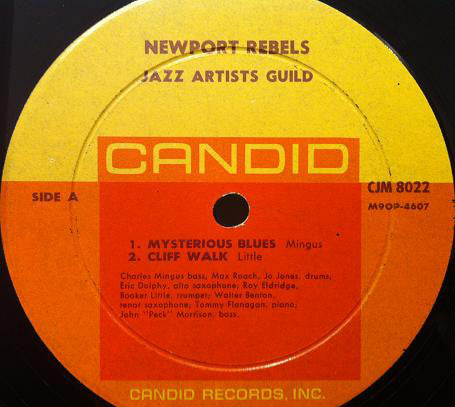 NEWPORT REBELS
JAZZ ARTISTS GUILD
CANDID
SIDE A
CJM 8022
M9OP-4607
1. MYSTERIOUS BLUES Mingus
2. CLIFF WALK Little
Charles Mingus bass; Max Roach, Jo Jones, drums;
Eric Dolphy, alto saxophone; Roy Eldridge,
Booker Little, trumpet; Walter Benton,
tenor saxophone; Tommy Flanagan, piano;
John "Peck" Morrison, bass.
CANDID RECORDS, INC.